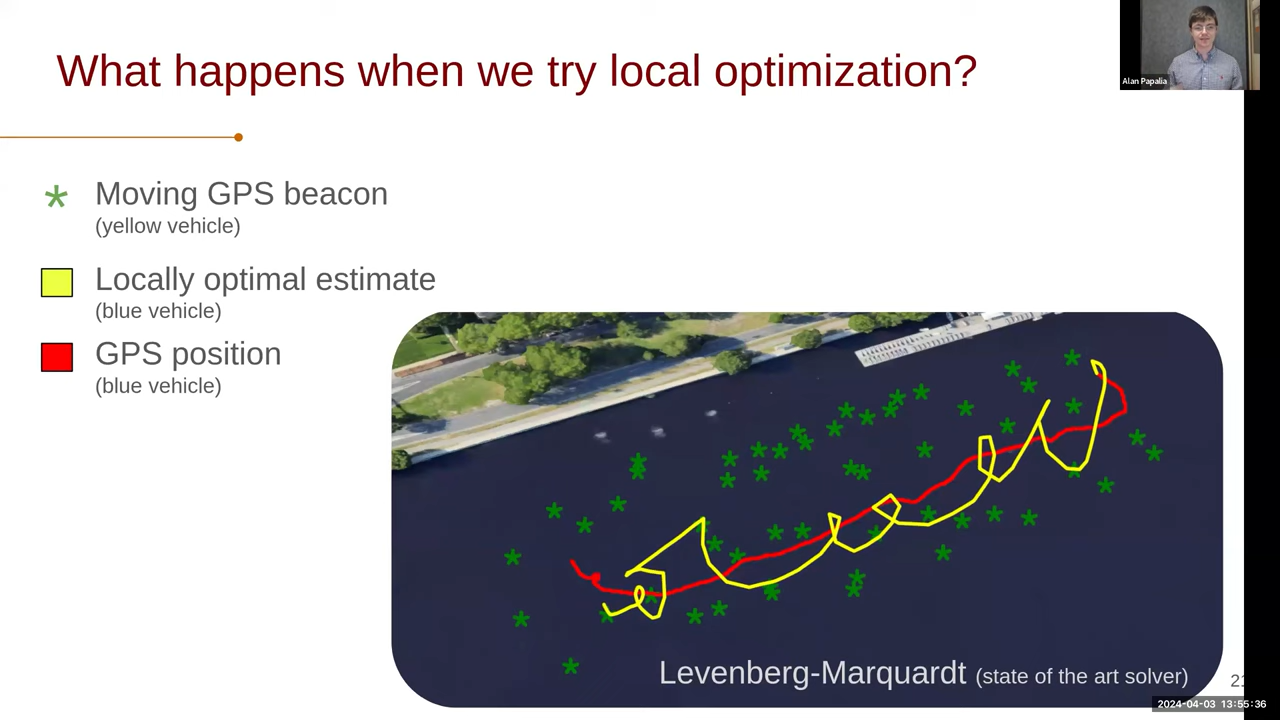 What happens when we try local optimization?
Alan Papalia
* Moving GPS beacon
(yellow vehicle)
Locally optimal estimate
(blue vehicle)
GPS position
(blue vehicle)
Levenberg-Marquardt (state of the art solver)
21
2024-04-03 13:55:36